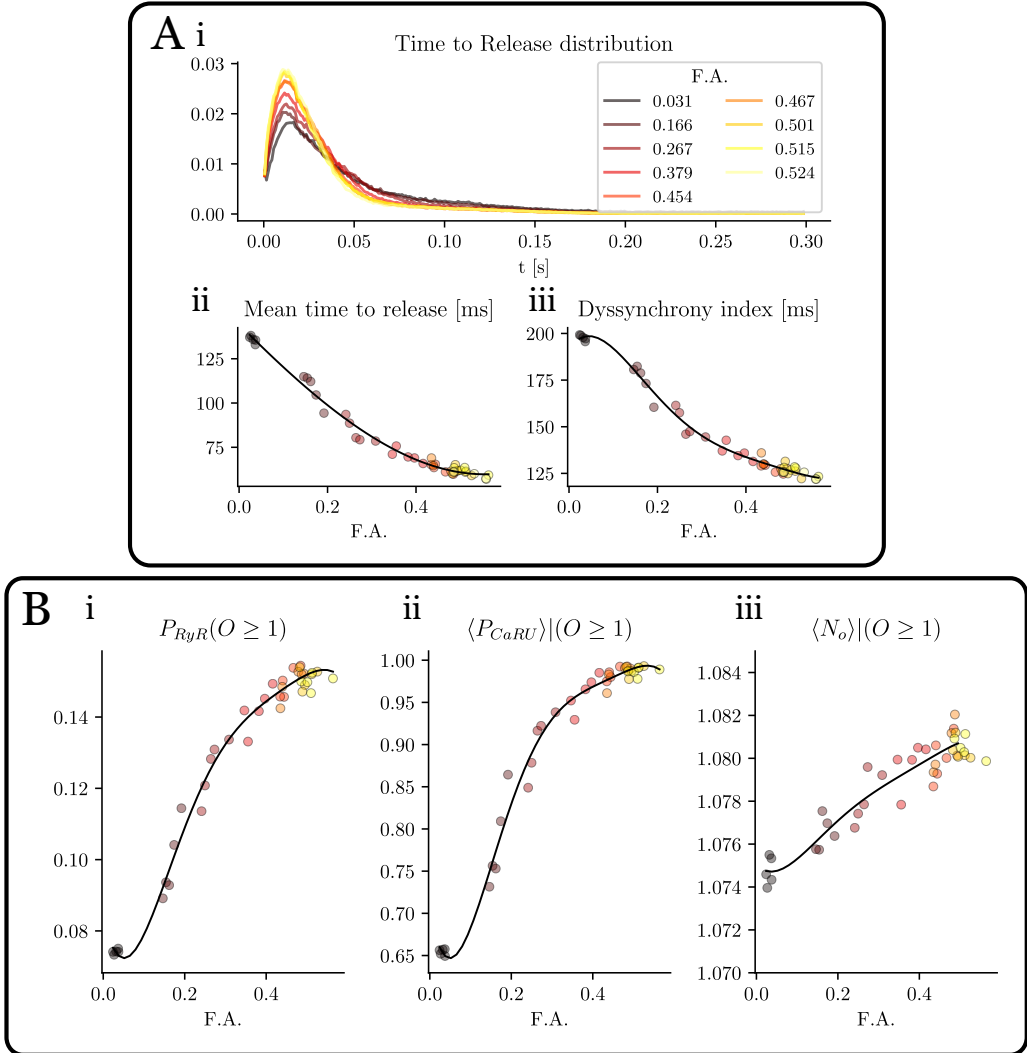 A i
Time to Release distribution
0.03
0.02
0.01
0.00
F.A.
0.031 0.467
0.166 0.501
0.267 0.515
0.379 0.524
0.454
0.00 0.05 0.10 0.15 0.20 0.25 0.30
t [s]
ii
Mean time to release [ms]
125
100
75
0.0 0.2 0.4
F.A.
iii
Dyssynchrony index [ms]
200
175
150
125
0.0 0.2 0.4
F.A.
B i
P_{RyR}(O ≥ 1)
0.14
0.12
0.10
0.08
0.0 0.2 0.4
F.A.
ii
⟨P_{CaRU}⟩|(O ≥ 1)
1.00
0.95
0.90
0.85
0.80
0.75
0.70
0.65
0.0 0.2 0.4
F.A.
iii
⟨N_o⟩|(O ≥ 1)
1.084
1.082
1.080
1.078
1.076
1.074
1.072
1.070
0.0 0.2 0.4
F.A.